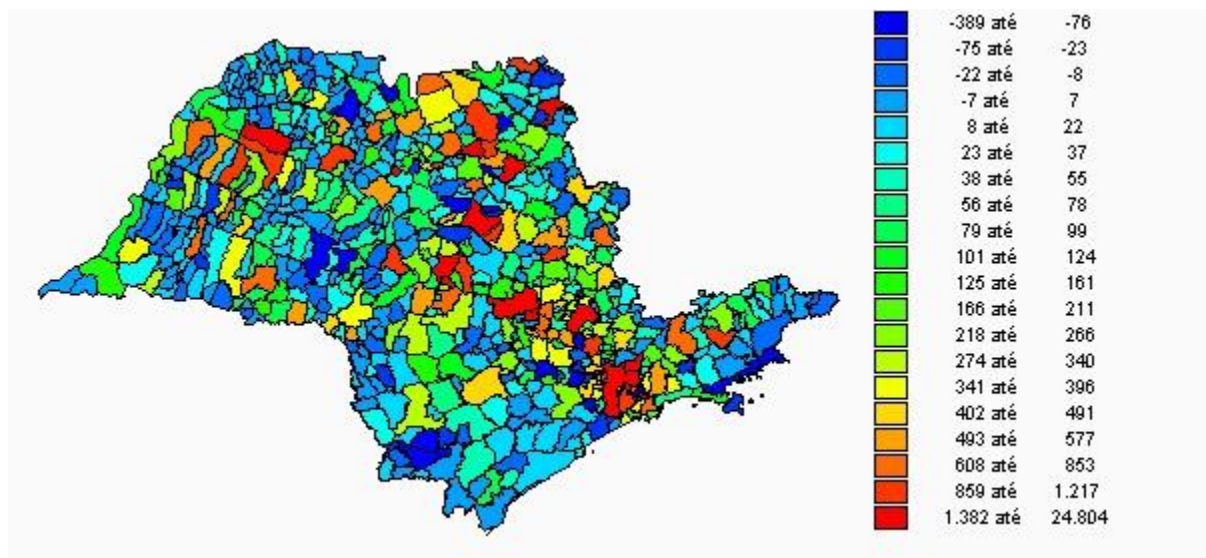 -389 até -76
-75 até -23
-22 até -8
-7 até 7
8 até 22
23 até 37
38 até 55
56 até 78
79 até 99
101 até 124
125 até 161
166 até 211
218 até 266
274 até 340
341 até 396
402 até 491
493 até 577
608 até 853
859 até 1.217
1.382 até 24.804